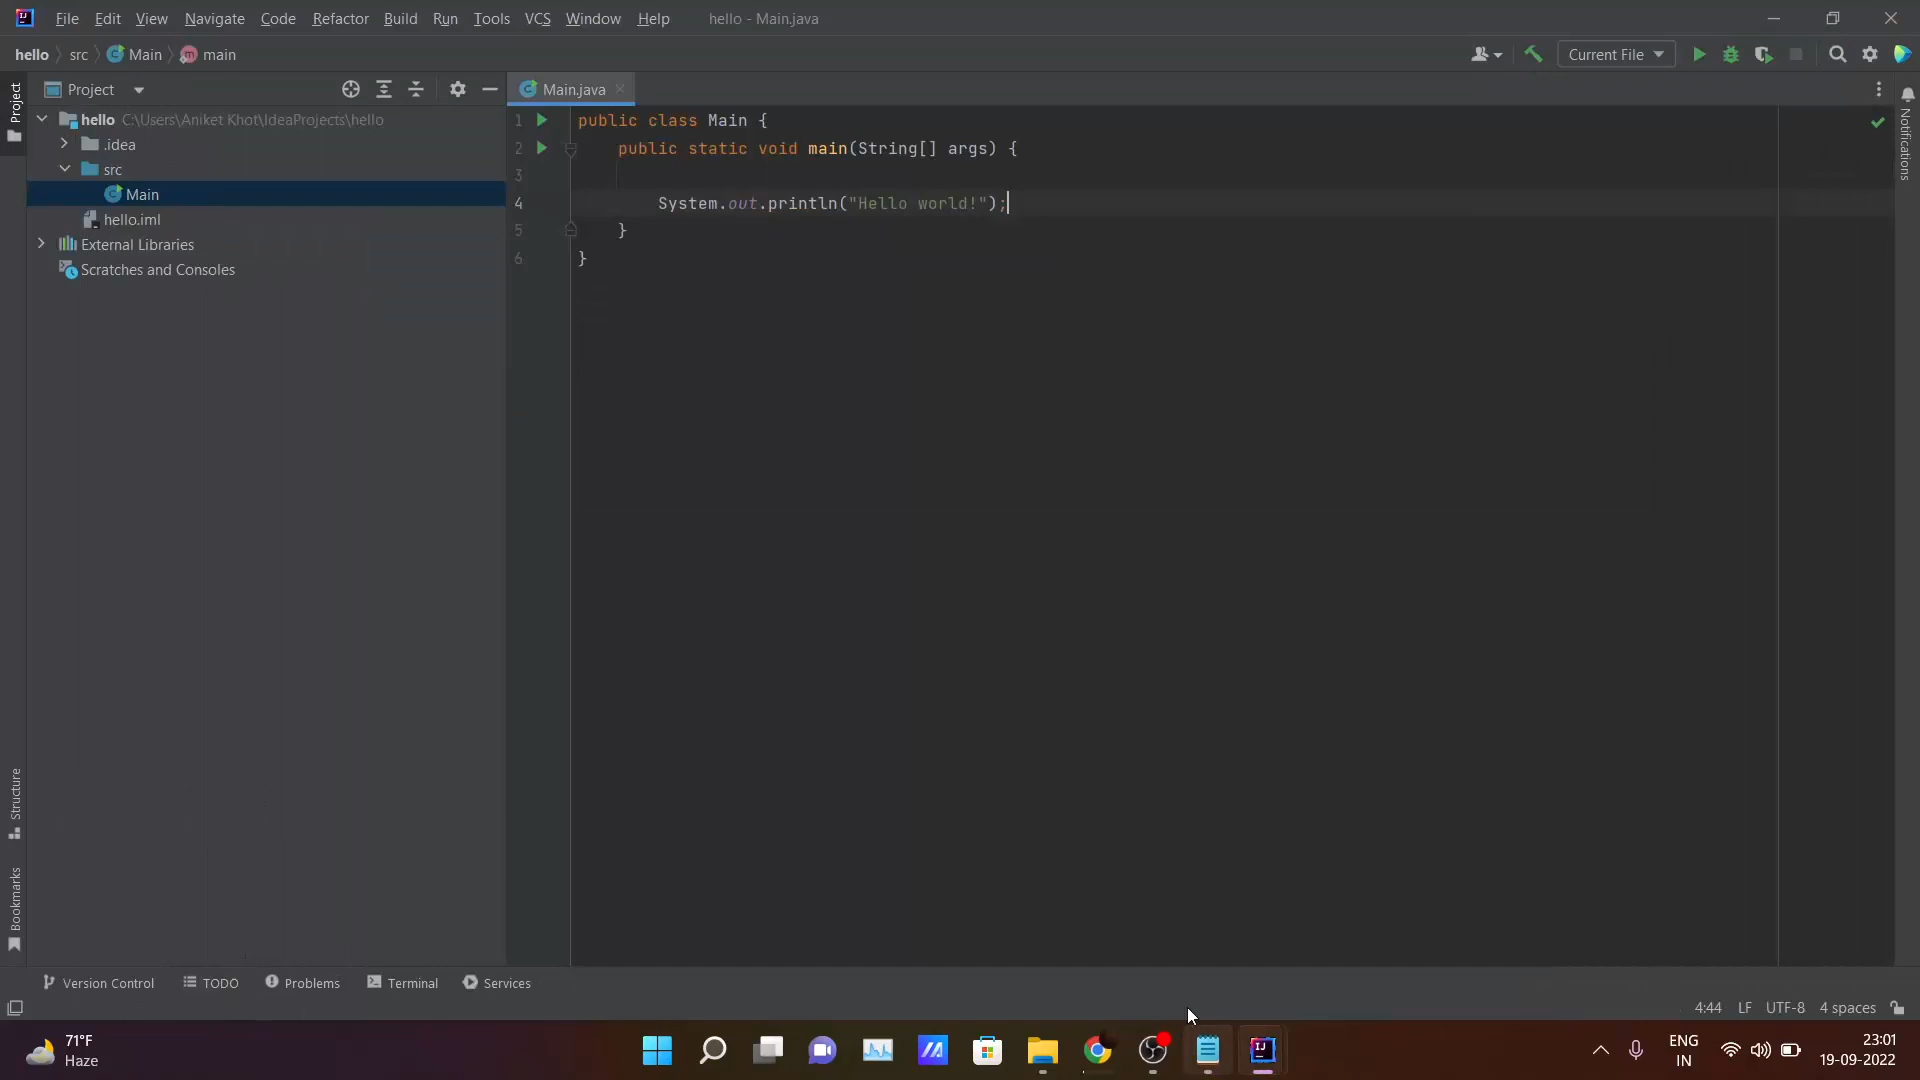 File Edit View Navigate Code Refactor Build Run Tools VCS Window Help hello - Main.java
hello src Main main Current File
Project
Project
Main.java
Notifications
hello C:\Users\Aniket Khot\IdeaProjects\hello
.idea
src
Main
hello.iml
External Libraries
Scratches and Consoles
1 public class Main {
2 public static void main(String[] args) {
3
4 System.out.println("Hello world!");
5 }
6 }
Structure
Bookmarks
Version Control TODO Problems Terminal Services
4:44 LF UTF-8 4 spaces
71°F
Haze
ENG
IN
23:01
19-09-2022